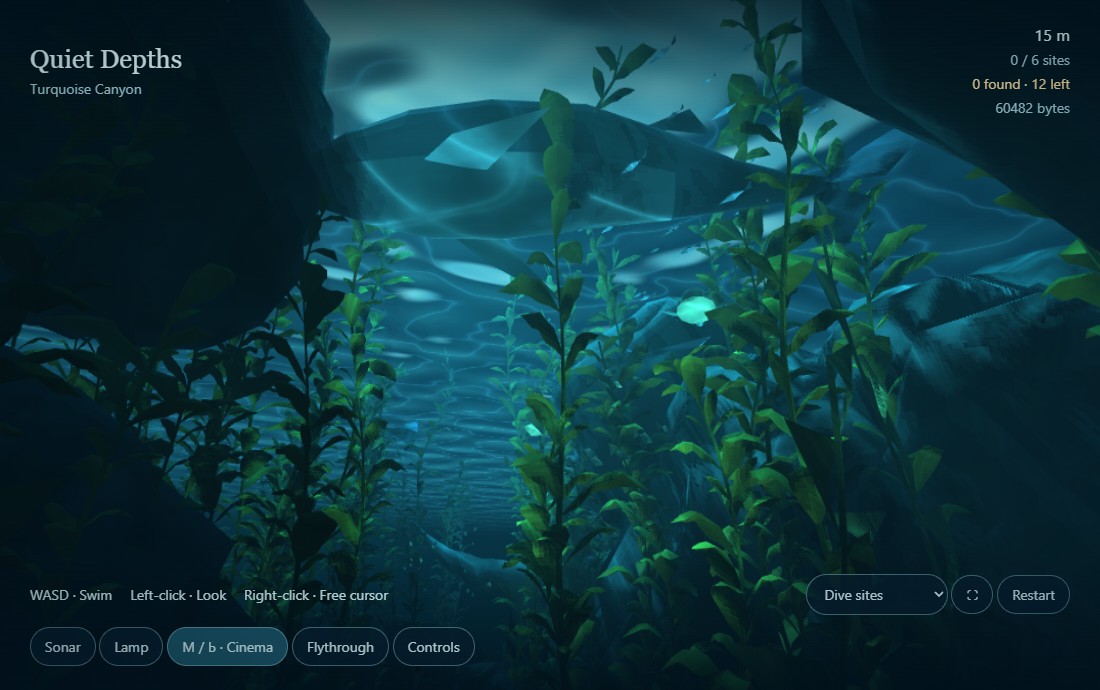 Quiet Depths
Turquoise Canyon
15 m
0 / 6 sites
0 found · 12 left
60482 bytes
WASD · Swim Left-click · Look Right-click · Free cursor
Dive sites
Restart
Sonar
Lamp
M / b · Cinema
Flythrough
Controls